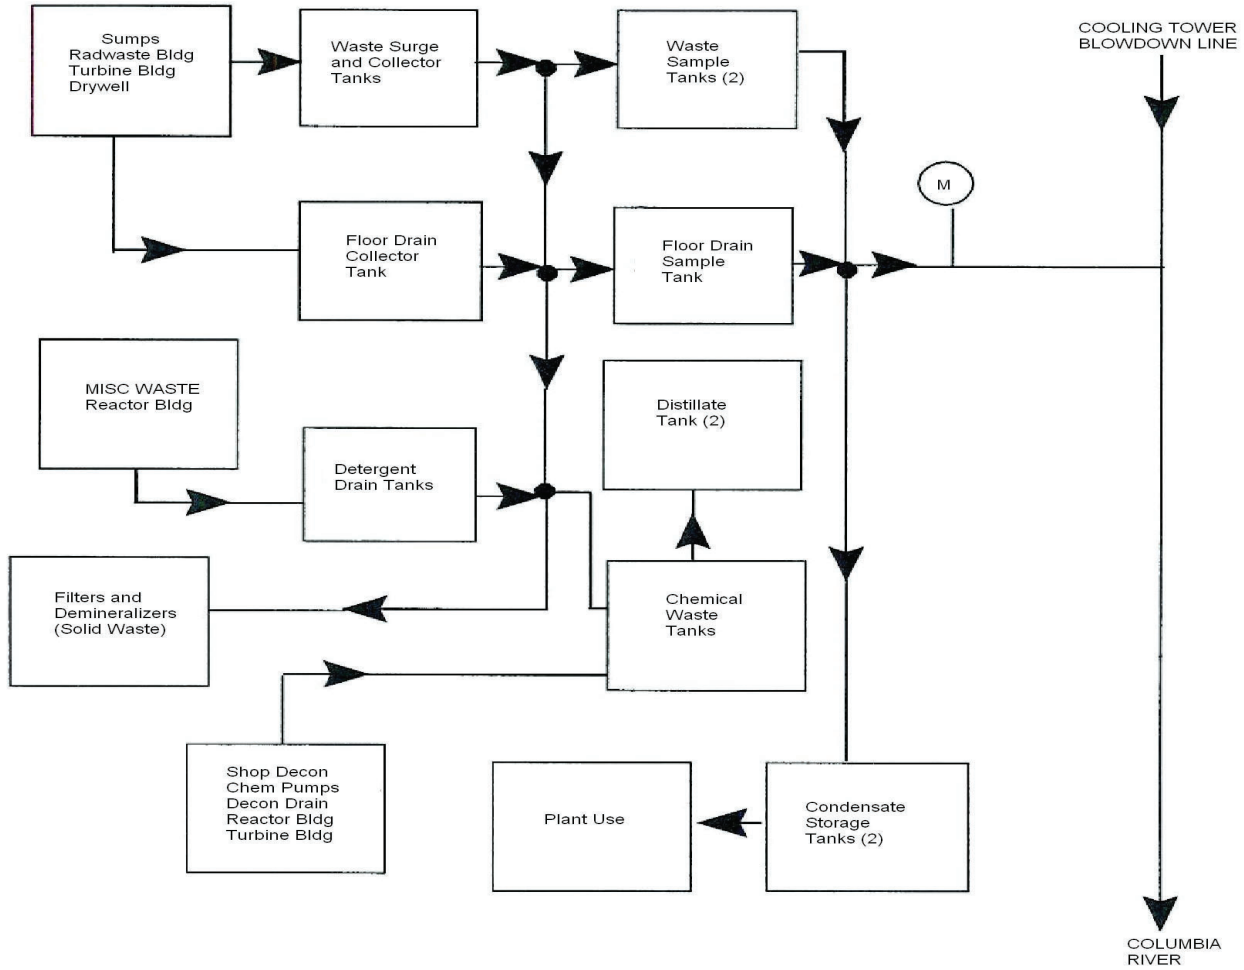 Sumps
Radwaste Bldg
Turbine Bldg
Drywell
Waste Surge
and Collector
Tanks
Waste
Sample
Tanks (2)
COOLING TOWER
BLOWDOWN LINE
M
Floor Drain
Collector
Tank
Floor Drain
Sample
Tank
MISC WASTE
Reactor Bldg
Distillate
Tank (2)
Detergent
Drain Tanks
Filters and
Demineralizers
(Solid Waste)
Chemical
Waste
Tanks
Shop Decon
Chem Pumps
Decon Drain
Reactor Bldg
Turbine Bldg
Plant Use
Condensate
Storage
Tanks (2)
COLUMBIA
RIVER